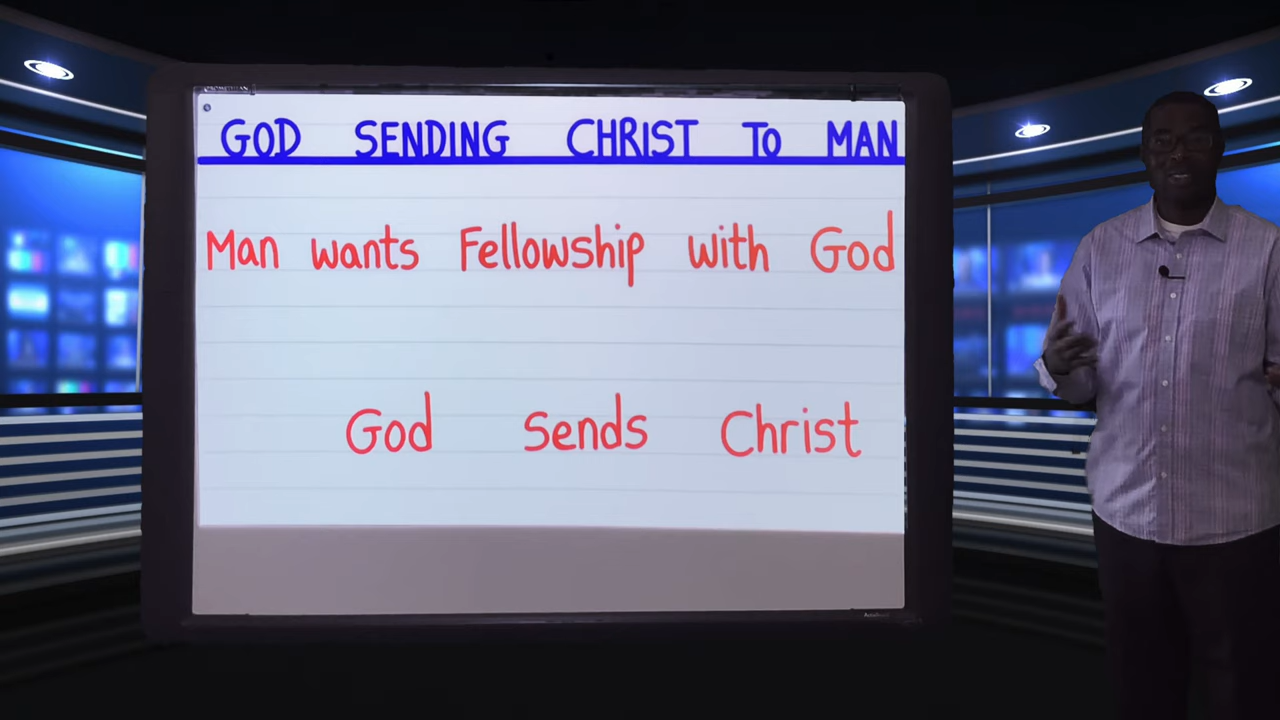 GOD SENDING CHRIST TO MAN
Man wants Fellowship with God
God Sends Christ